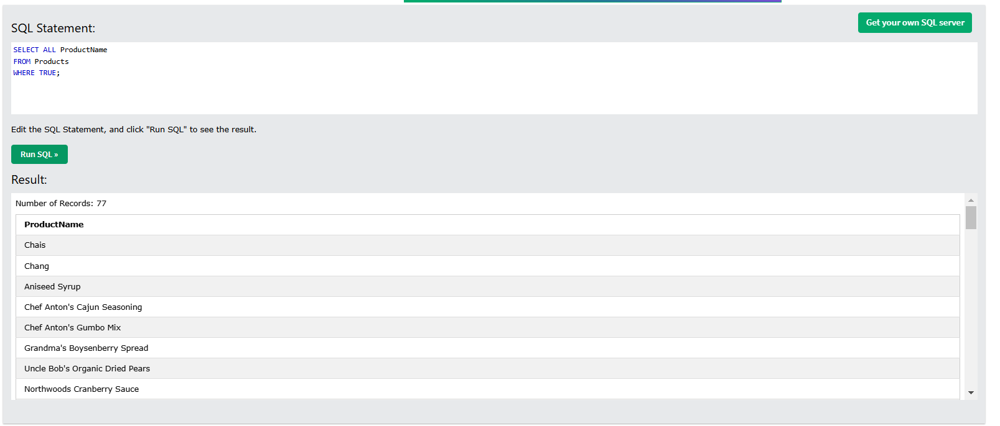 SQL Statement:
Get your own SQL server
SELECT ALL ProductName
FROM Products
WHERE TRUE;
Edit the SQL Statement, and click "Run SQL" to see the result.
Run SQL »
Result:
Number of Records: 77
ProductName
Chais
Chang
Aniseed Syrup
Chef Anton's Cajun Seasoning
Chef Anton's Gumbo Mix
Grandma's Boysenberry Spread
Uncle Bob's Organic Dried Pears
Northwoods Cranberry Sauce